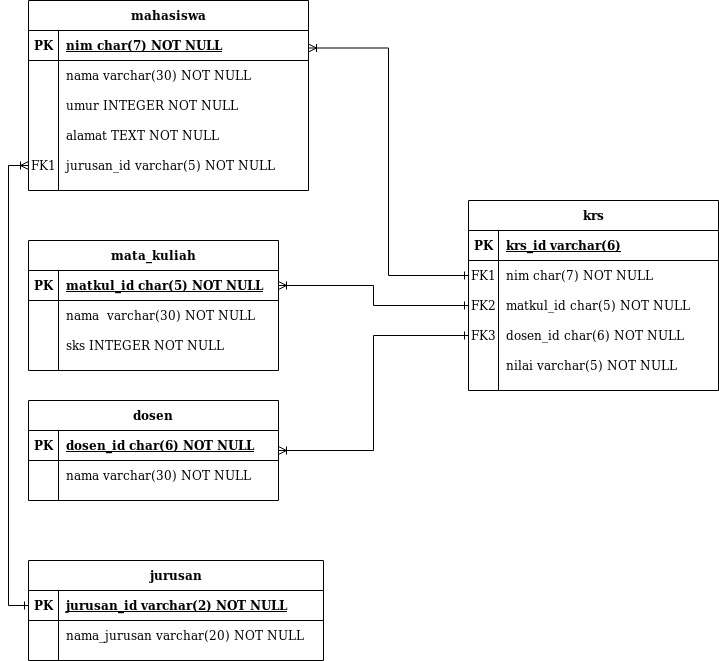 mahasiswa
PK nim char(7) NOT NULL
nama varchar(30) NOT NULL
umur INTEGER NOT NULL
alamat TEXT NOT NULL
FK1 jurusan_id varchar(5) NOT NULL
mata_kuliah
PK matkul_id char(5) NOT NULL
nama varchar(30) NOT NULL
sks INTEGER NOT NULL
dosen
PK dosen_id char(6) NOT NULL
nama varchar(30) NOT NULL
jurusan
PK jurusan_id varchar(2) NOT NULL
nama_jurusan varchar(20) NOT NULL
krs
PK krs_id varchar(6)
FK1 nim char(7) NOT NULL
FK2 matkul_id char(5) NOT NULL
FK3 dosen_id char(6) NOT NULL
nilai varchar(5) NOT NULL